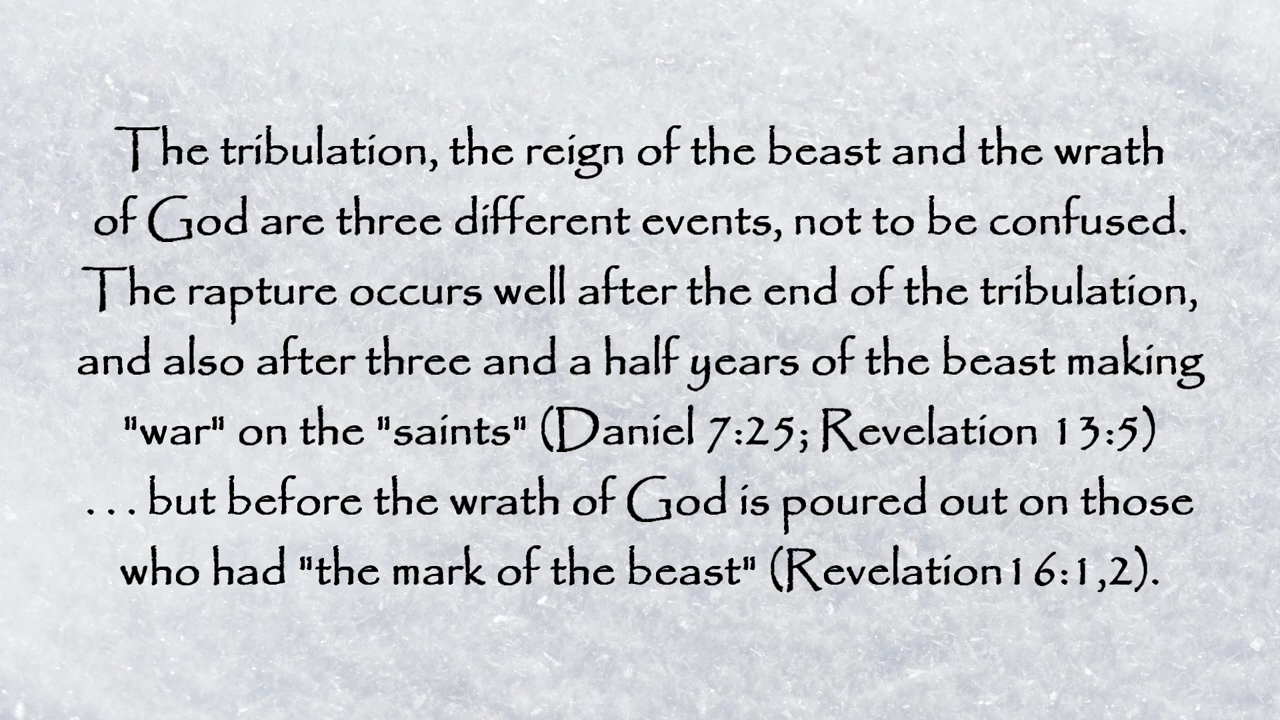 The tribulation, the reign of the beast and the wrath
of God are three different events, not to be confused.
The rapture occurs well after the end of the tribulation,
and also after three and a half years of the beast making
"war" on the "saints" (Daniel 7:25; Revelation 13:5)
. . . but before the wrath of God is poured out on those
who had "the mark of the beast" (Revelation16:1,2).